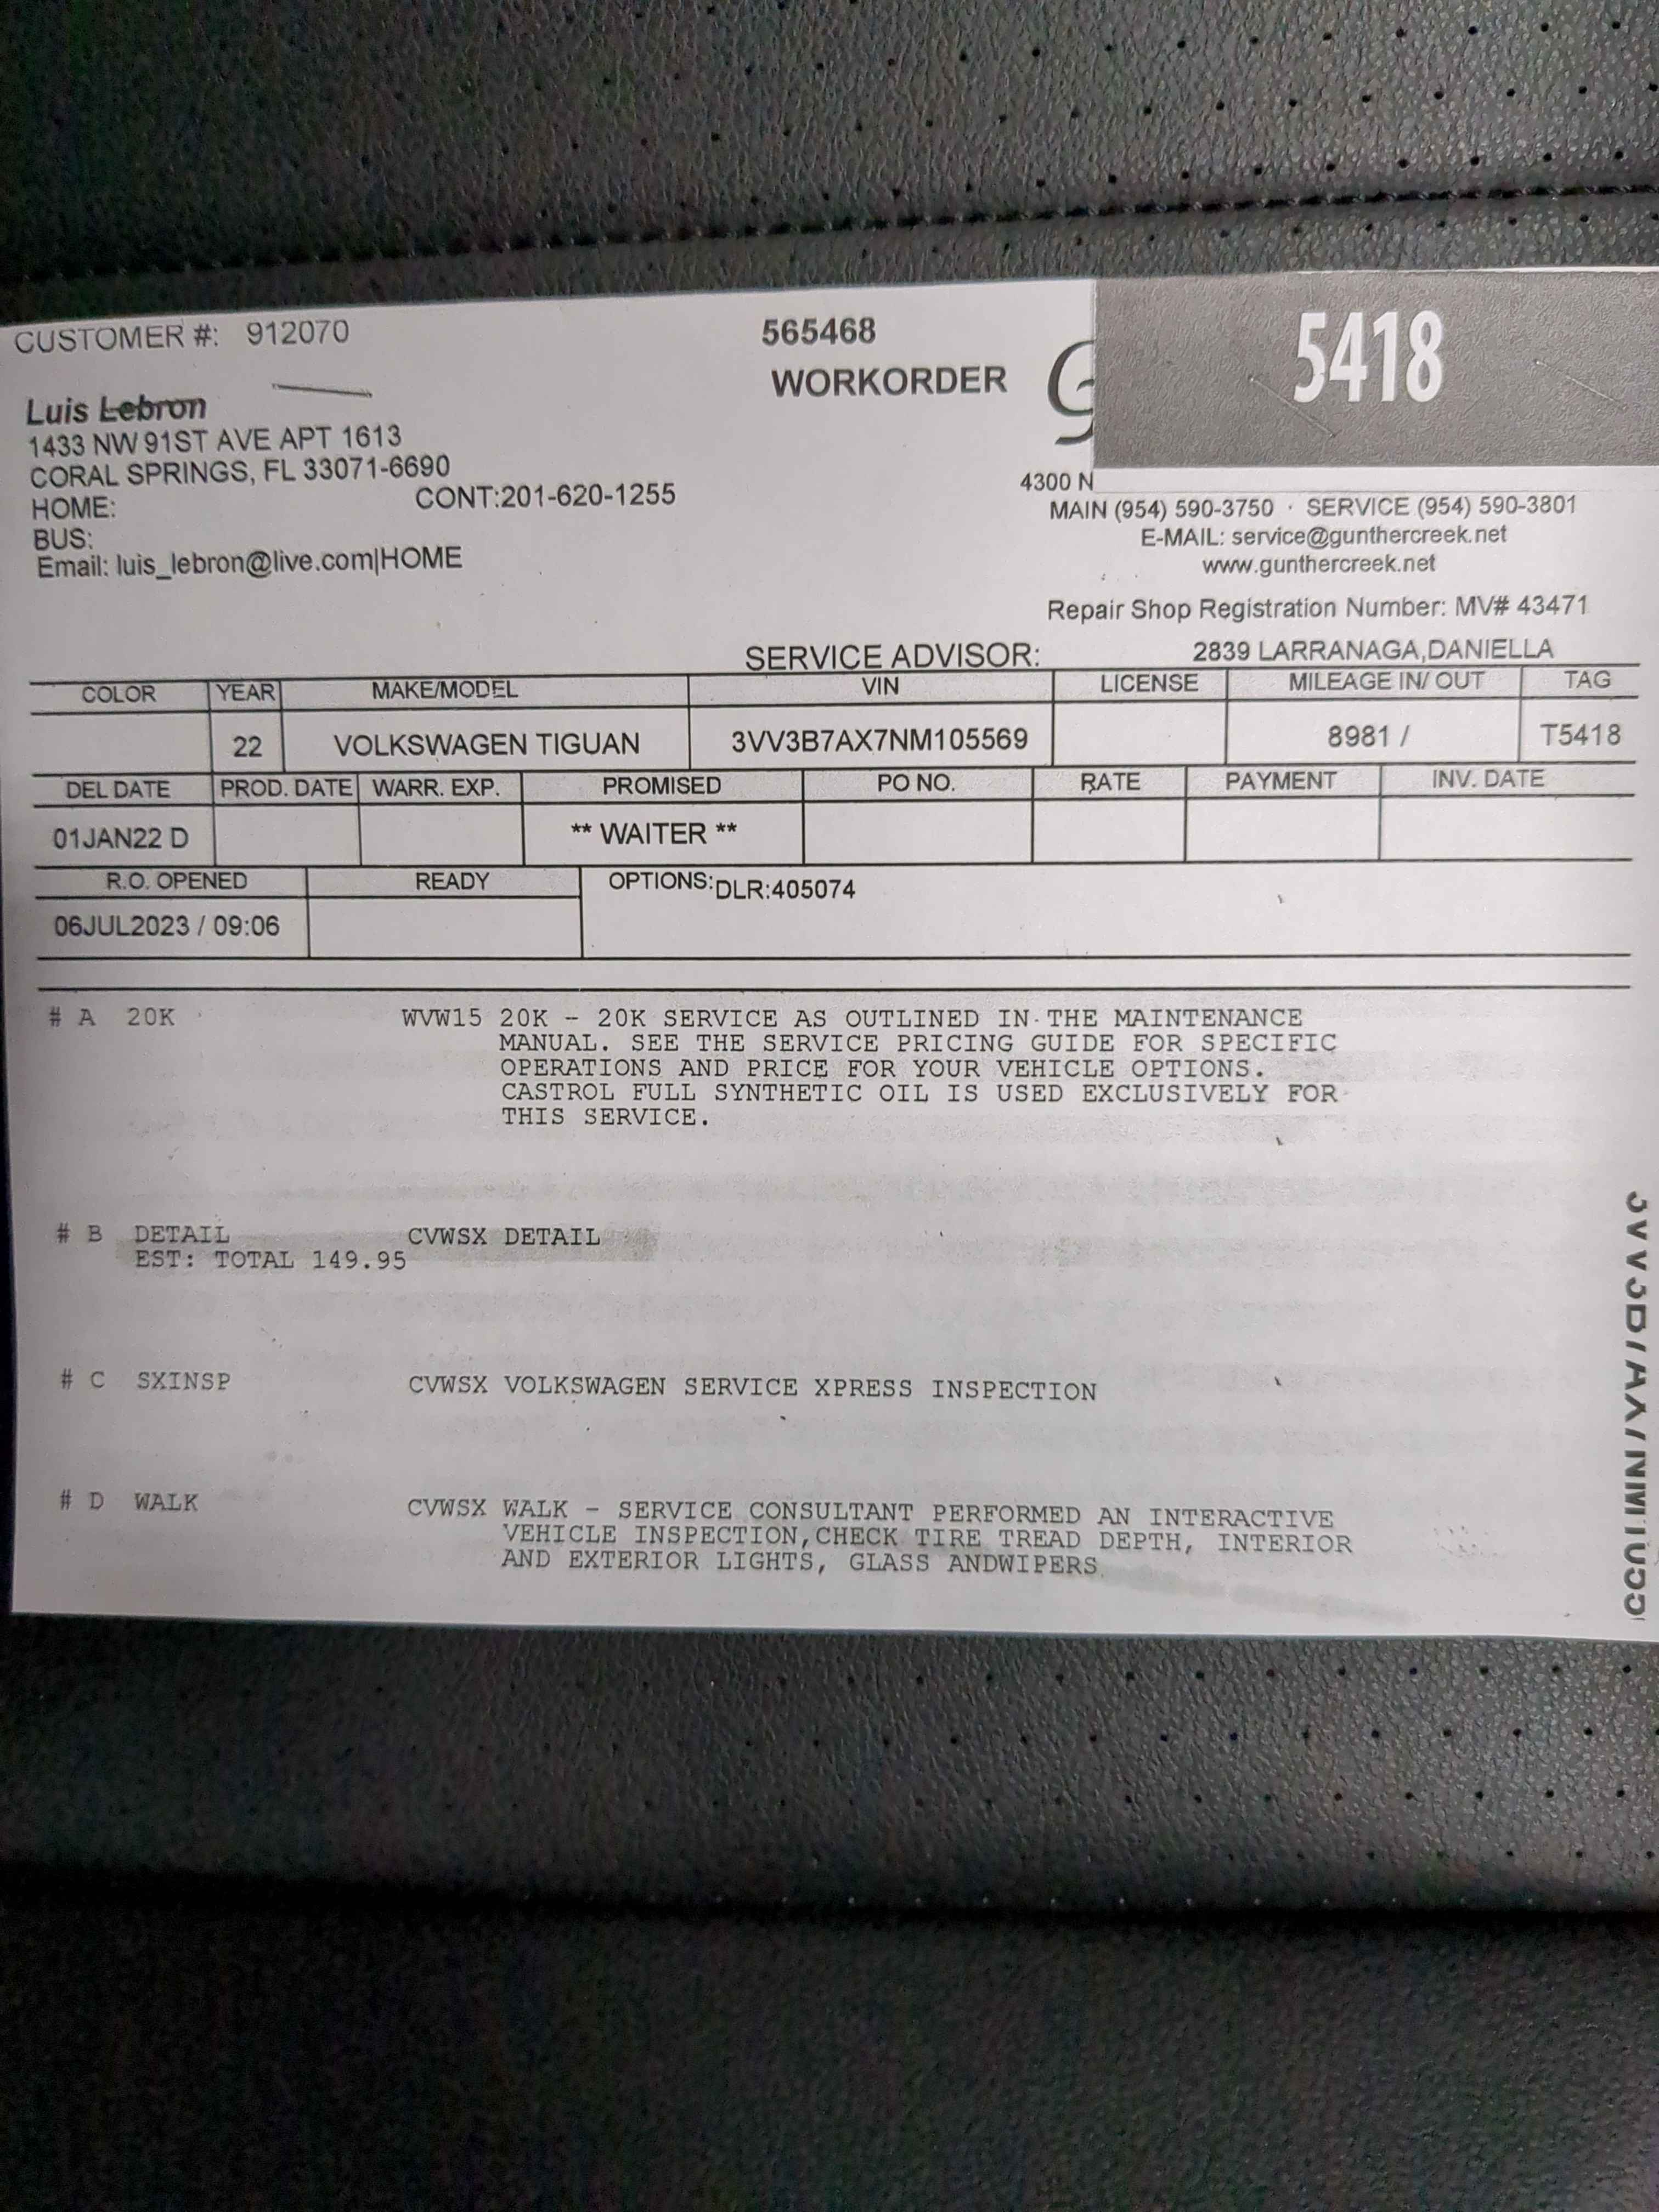 CUSTOMER #: 912070
565468
WORKORDER
5418
Luis Lebron
1433 NW 91ST AVE APT 1613
CORAL SPRINGS, FL 33071-6690
HOME: CONT:201-620-1255
BUS:
Email: luis_lebron@live.com|HOME
4300 N
MAIN (954) 590-3750 · SERVICE (954) 590-3801
E-MAIL: service@gunthercreek.net
www.gunthercreek.net
Repair Shop Registration Number: MV# 43471
SERVICE ADVISOR: 2839 LARRANAGA,DANIELLA
COLOR YEAR MAKE/MODEL VIN LICENSE MILEAGE IN/ OUT TAG
22 VOLKSWAGEN TIGUAN 3VV3B7AX7NM105569 8981 / T5418
DEL DATE PROD. DATE WARR. EXP. PROMISED PO NO. RATE PAYMENT INV. DATE
01JAN22 D ** WAITER **
R.O. OPENED READY OPTIONS: DLR:405074
06JUL2023 / 09:06
# A 20K WVW15 20K - 20K SERVICE AS OUTLINED IN THE MAINTENANCE
MANUAL. SEE THE SERVICE PRICING GUIDE FOR SPECIFIC
OPERATIONS AND PRICE FOR YOUR VEHICLE OPTIONS.
CASTROL FULL SYNTHETIC OIL IS USED EXCLUSIVELY FOR
THIS SERVICE.
# B DETAIL CVWSX DETAIL
EST: TOTAL 149.95
# C SXINSP CVWSX VOLKSWAGEN SERVICE XPRESS INSPECTION
# D WALK CVWSX WALK - SERVICE CONSULTANT PERFORMED AN INTERACTIVE
VEHICLE INSPECTION,CHECK TIRE TREAD DEPTH, INTERIOR
AND EXTERIOR LIGHTS, GLASS ANDWIPERS